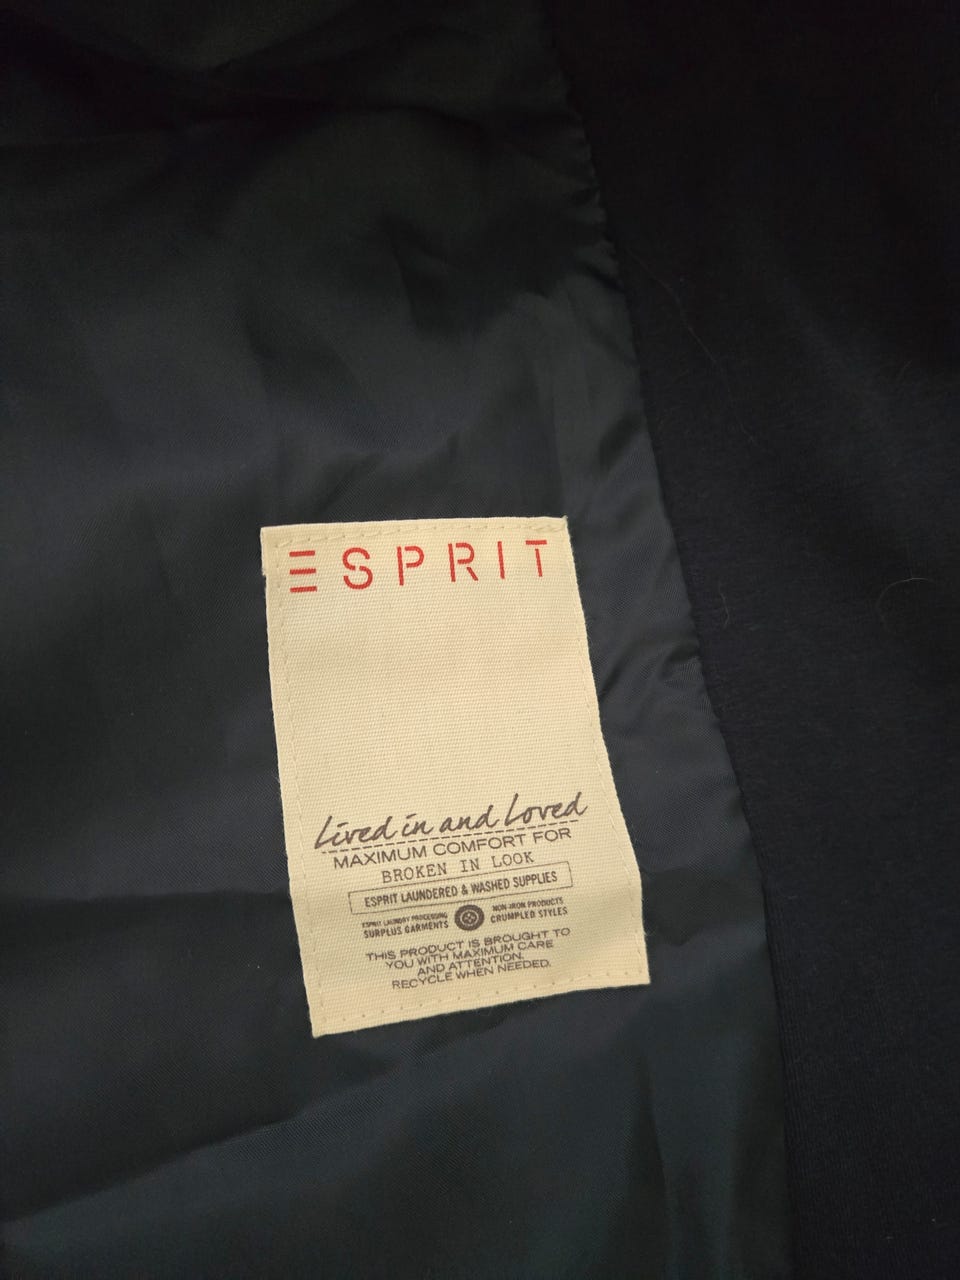 ESPRIT
Lived in and Loved
MAXIMUM COMFORT FOR
BROKEN IN LOOK
ESPRIT LAUNDERED & WASHED SUPPLIES
ESPRIT LAUNDRY PROCESSING
SURPLUS GARMENTS
NON-IRON PRODUCTS
CRUMPLED STYLES
THIS PRODUCT IS BROUGHT TO
YOU WITH MAXIMUM CARE
AND ATTENTION.
RECYCLE WHEN NEEDED.